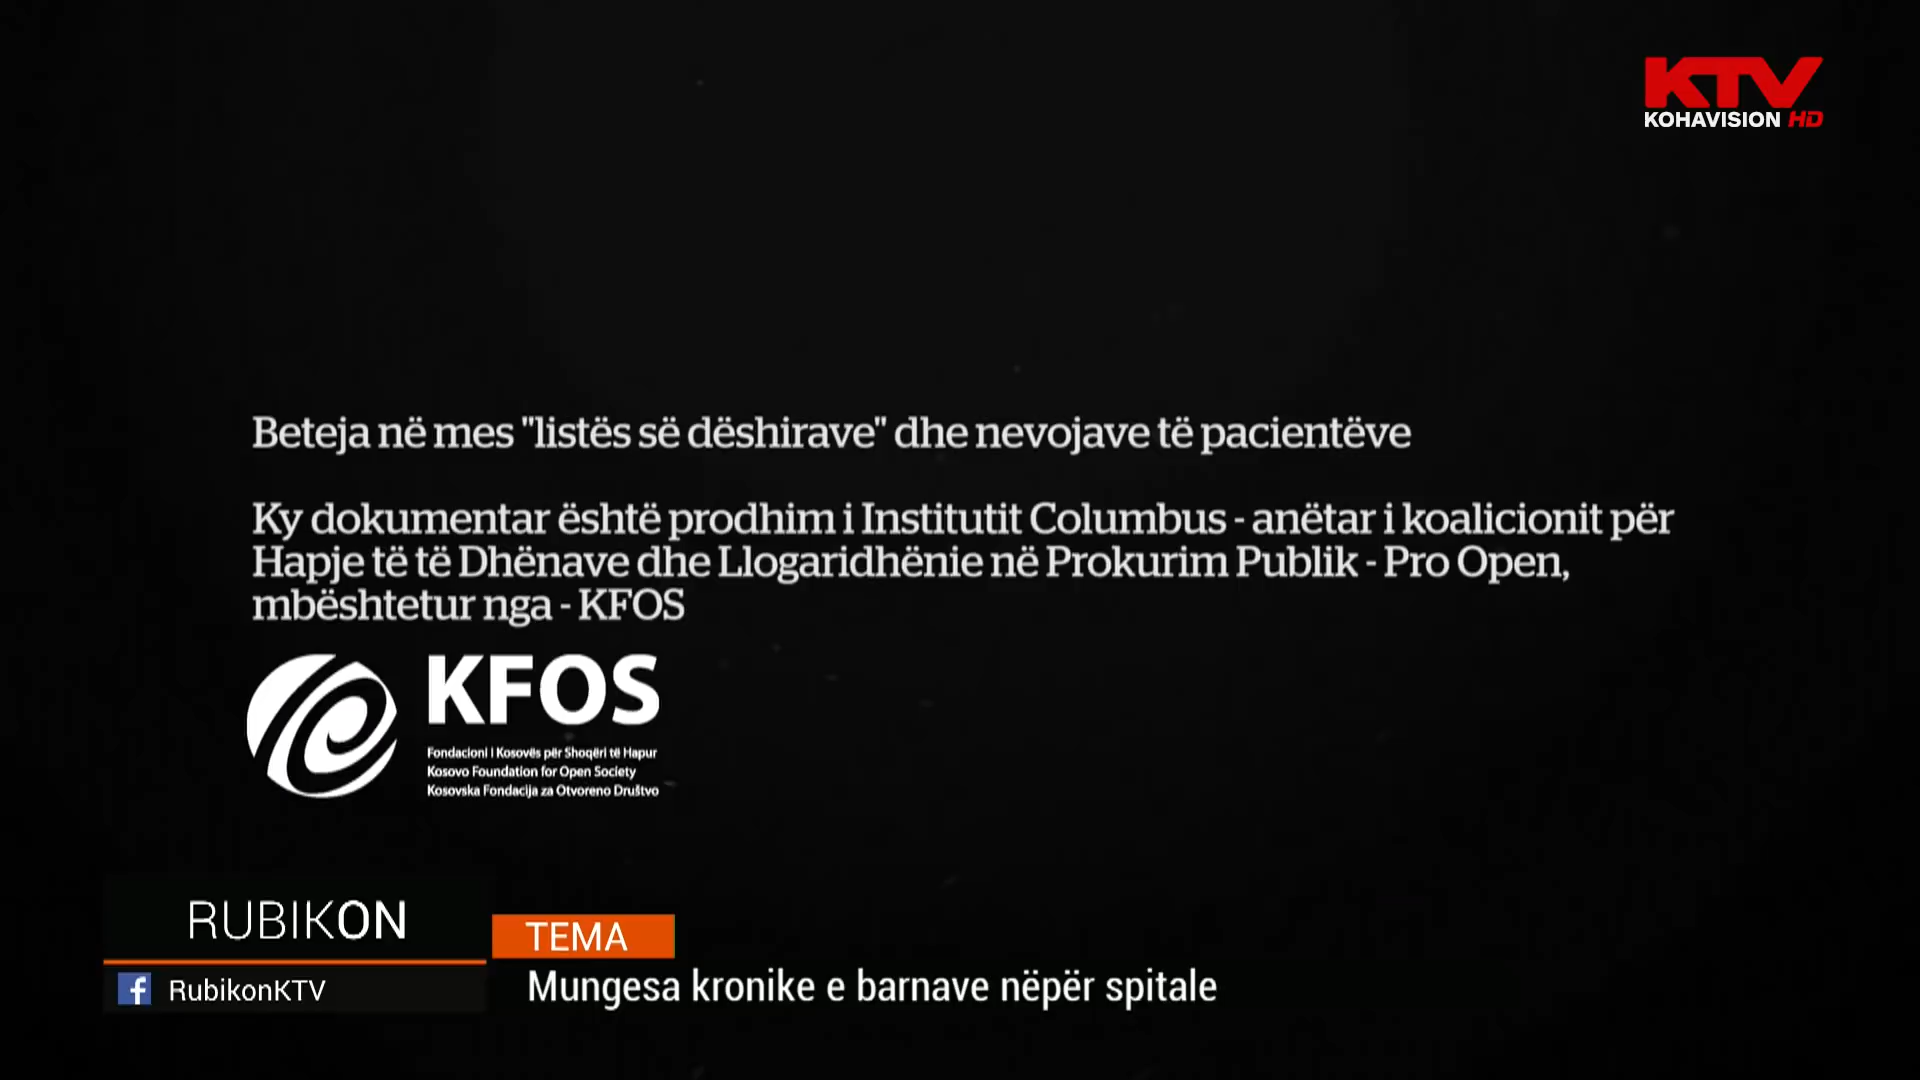 KTV
KOHAVISION HD
Beteja në mes "listës së dëshirave" dhe nevojave të pacientëve
Ky dokumentar është prodhim i Institutit Columbus - anëtar i koalicionit për
Hapje të të Dhënave dhe Llogaridhënie në Prokurim Publik - Pro Open,
mbështetur nga - KFOS
KFOS
Fondacioni i Kosovës për Shoqëri të Hapur
Kosovo Foundation for Open Society
Kosovska Fondacija za Otvoreno Društvo
RUBIKON
TEMA
f RubikonKTV
Mungesa kronike e barnave nëpër spitale